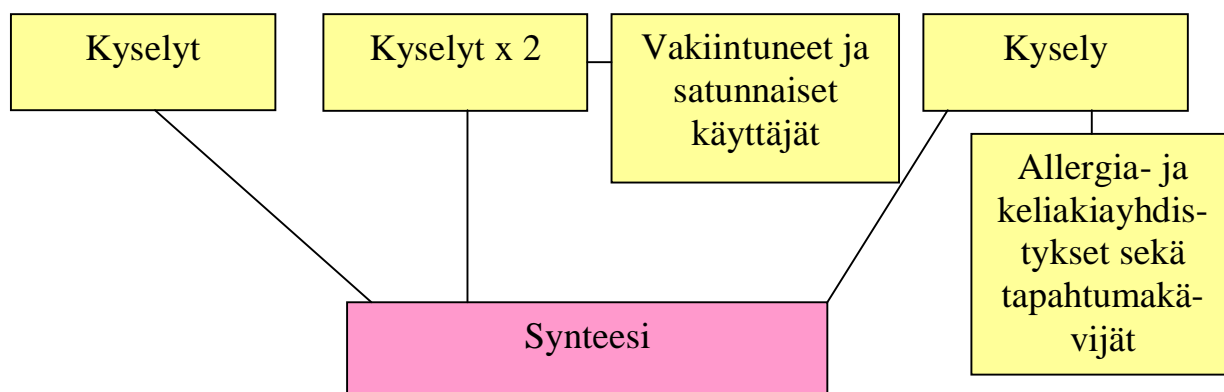 Kyselyt
Kyselyt x 2
Vakiintuneet ja
satunnaiset
käyttäjät
Kysely
Allergia- ja
keliakiayhdis-
tykset sekä
tapahtumakä-
vijät
Synteesi